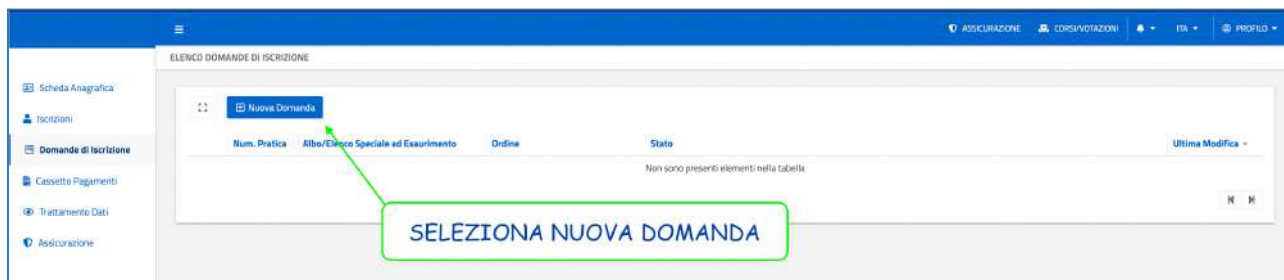 ASSICURAZIONE CORSI/VOTAZIONI ITA PROFILO
ELENCO DOMANDE DI ISCRIZIONE
Scheda Anagrafica
Iscrizioni
Domande di Iscrizione
Cassetto Pagamenti
Trattamento Dati
Assicurazione
Nuova Domanda
Num. Pratica Albo/Elenco Speciale ad Esaurimento Ordine Stato Ultima Modifica
Non sono presenti elementi nella tabella
SELEZIONA NUOVA DOMANDA